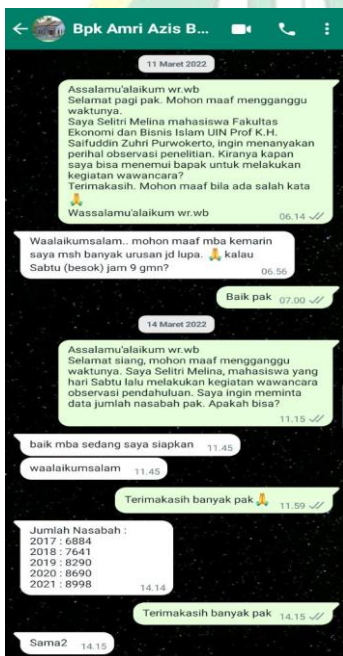 Bpk Amri Azis B...
11 Maret 2022
Assalamu'alaikum wr.wb
Selamat pagi pak. Mohon maaf mengganggu
waktunya.
Saya Selitri Melina mahasiswa Fakultas
Ekonomi dan Bisnis Islam UIN Prof K.H.
Saifuddin Zuhri Purwokerto, ingin menanyakan
perihal observasi penelitian. Kiranya kapan
saya bisa menemui bapak untuk melakukan
kegiatan wawancara?
Terimakasih. Mohon maaf bila ada salah kata
🙏
Wassalamu'alaikum wr.wb
06.14
Waalaikumsalam.. mohon maaf mba kemarin
saya msh banyak urusan jd lupa. 🙏 kalau
Sabtu (besok) jam 9 gmn?
06.56
Baik pak 07.00
14 Maret 2022
Assalamu'alaikum wr.wb
Selamat siang, mohon maaf mengganggu
waktunya. Saya Selitri Melina, mahasiswa yang
hari Sabtu lalu melakukan kegiatan wawancara
observasi pendahuluan. Saya ingin meminta
data jumlah nasabah pak. Apakah bisa?
11.15
baik mba sedang saya siapkan 11.45
waalaikumsalam 11.45
Terimakasih banyak pak 🙏 11.59
Jumlah Nasabah :
2017 : 6884
2018 : 7641
2019 : 8290
2020 : 8690
2021 : 8998
14.14
Terimakasih banyak pak 14.15
Sama2 14.15